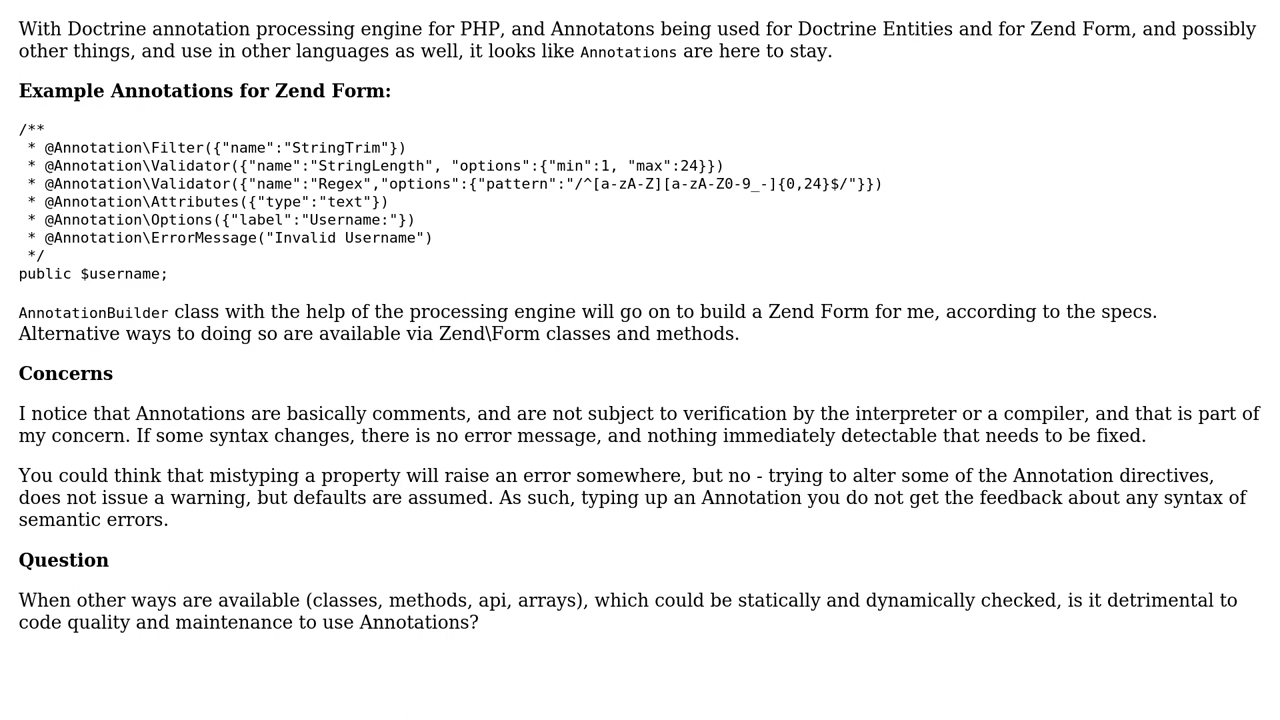 With Doctrine annotation processing engine for PHP, and Annotatons being used for Doctrine Entities and for Zend Form, and possibly
other things, and use in other languages as well, it looks like Annotations are here to stay.
Example Annotations for Zend Form:
/**
 * @Annotation\Filter({"name":"StringTrim"})
 * @Annotation\Validator({"name":"StringLength", "options":{"min":1, "max":24}})
 * @Annotation\Validator({"name":"Regex","options":{"pattern":"/^[a-zA-Z][a-zA-Z0-9_-]{0,24}$/"}})
 * @Annotation\Attributes({"type":"text"})
 * @Annotation\Options({"label":"Username:"})
 * @Annotation\ErrorMessage("Invalid Username")
 */
public $username;
AnnotationBuilder class with the help of the processing engine will go on to build a Zend Form for me, according to the specs.
Alternative ways to doing so are available via Zend\Form classes and methods.
Concerns
I notice that Annotations are basically comments, and are not subject to verification by the interpreter or a compiler, and that is part of
my concern. If some syntax changes, there is no error message, and nothing immediately detectable that needs to be fixed.
You could think that mistyping a property will raise an error somewhere, but no - trying to alter some of the Annotation directives,
does not issue a warning, but defaults are assumed. As such, typing up an Annotation you do not get the feedback about any syntax of
semantic errors.
Question
When other ways are available (classes, methods, api, arrays), which could be statically and dynamically checked, is it detrimental to
code quality and maintenance to use Annotations?